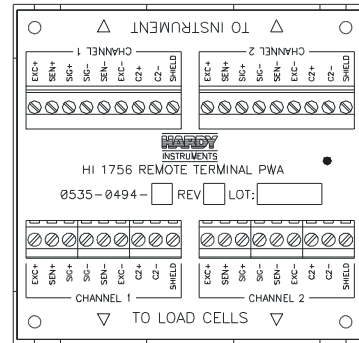 TO INSTRUMENT
CHANNEL 1 CHANNEL 2
EXC+ SEN+ SIG+ SIG- SEN- EXC- C2+ C2- SHIELD EXC+ SEN+ SIG+ SIG- SEN- EXC- C2+ C2- SHIELD
HARDY
INSTRUMENTS
HI 1756 REMOTE TERMINAL PWA
0535-0494- REV LOT:
EXC+ SEN+ SIG+ SIG- SEN- EXC- C2+ C2- SHIELD EXC+ SEN+ SIG+ SIG- SEN- EXC- C2+ C2- SHIELD
CHANNEL 1 CHANNEL 2
TO LOAD CELLS